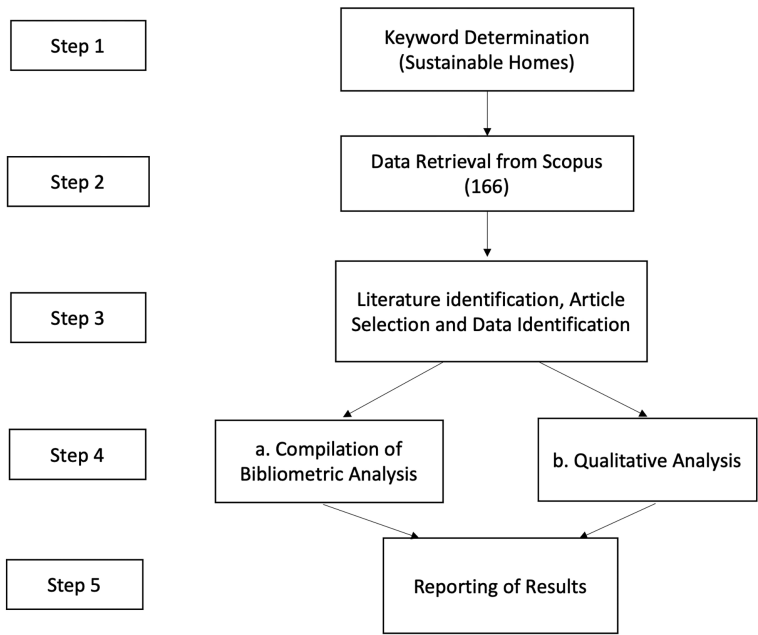 Step 1
Keyword Determination
(Sustainable Homes)
Step 2
Data Retrieval from Scopus
(166)
Step 3
Literature identification, Article
Selection and Data Identification
Step 4
a. Compilation of
Bibliometric Analysis
b. Qualitative Analysis
Step 5
Reporting of Results